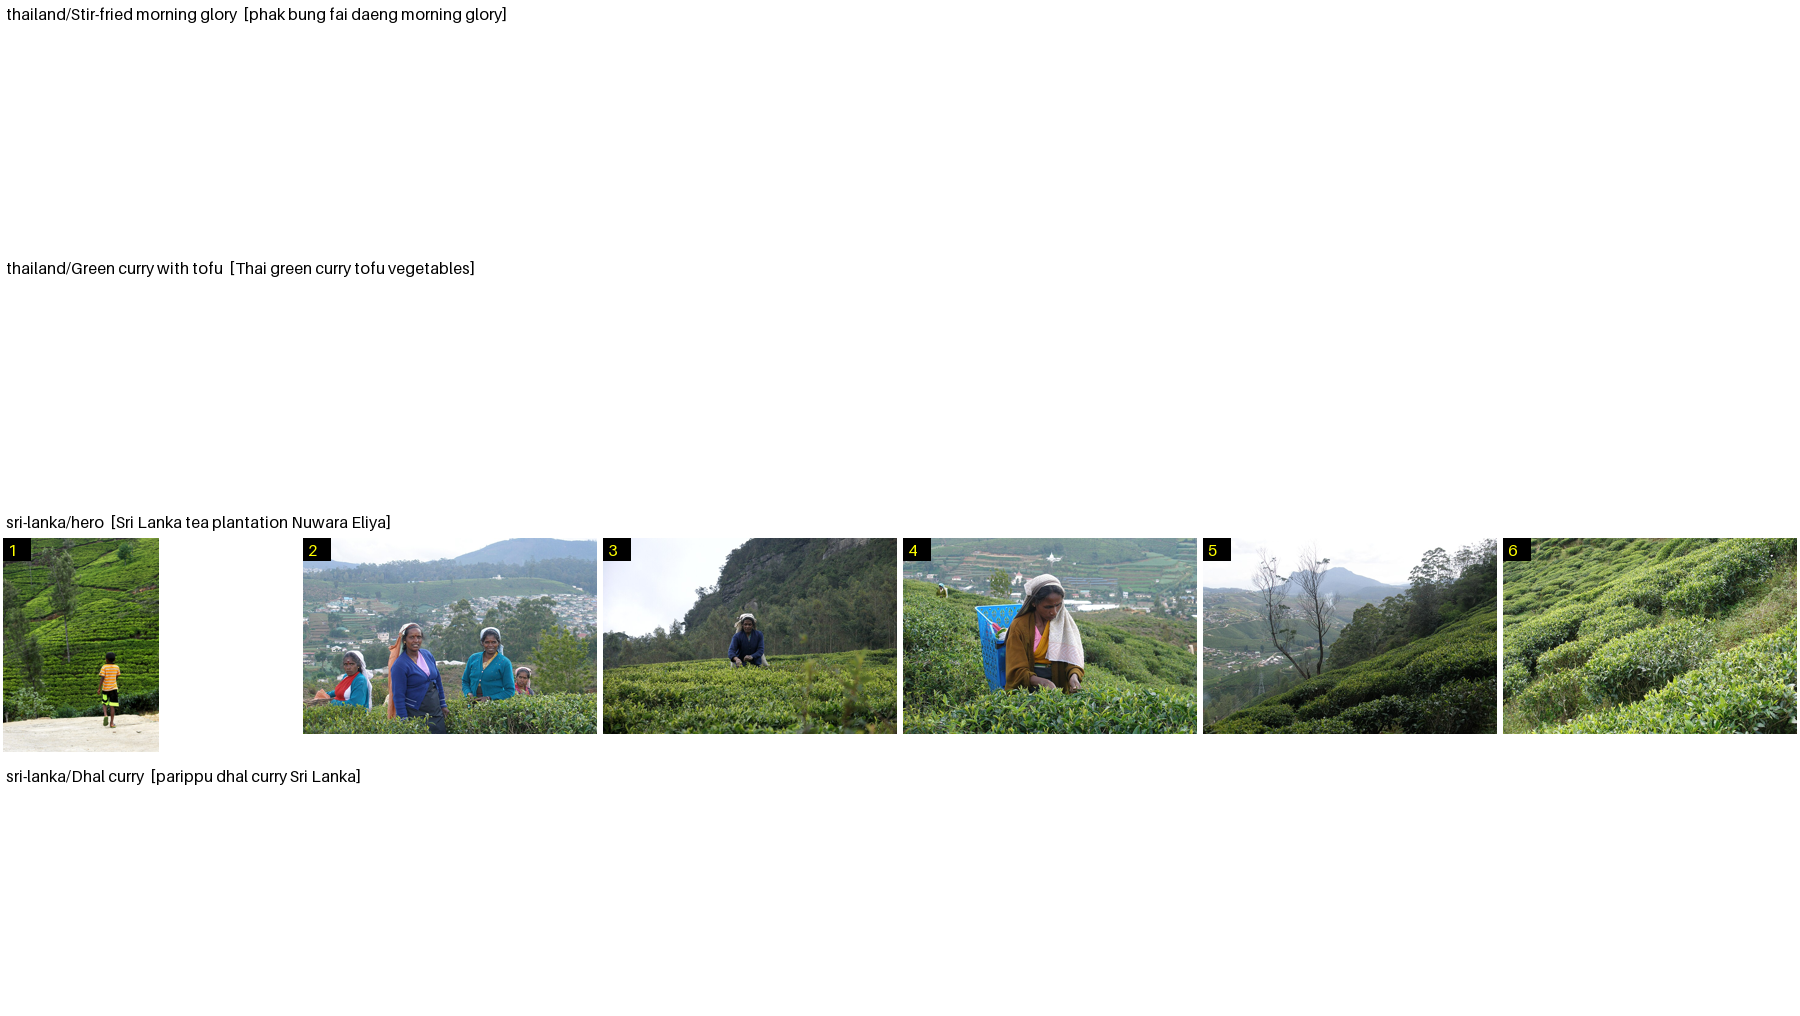 thailand/Stir-fried morning glory [phak bung fai daeng morning glory]
thailand/Green curry with tofu [Thai green curry tofu vegetables]
sri-lanka/hero [Sri Lanka tea plantation Nuwara Eliya]
1 2 3 4 5 6
sri-lanka/Dhal curry [parippu dhal curry Sri Lanka]